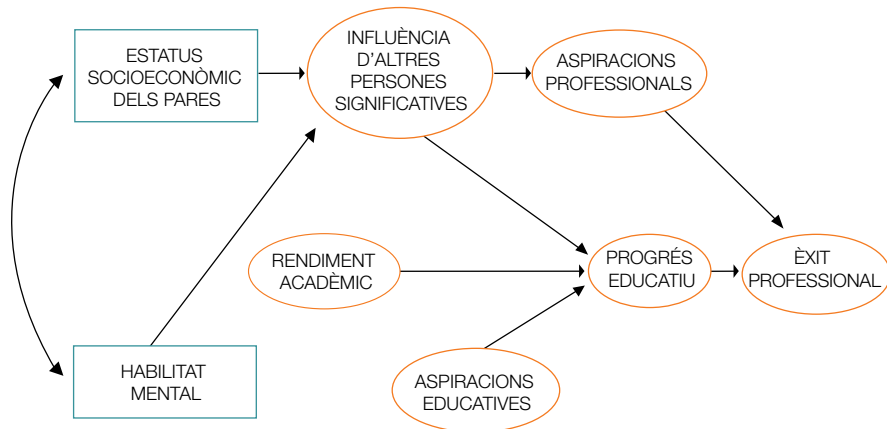 ESTATUS
SOCIOECONÒMIC
DELS PARES
INFLUÈNCIA
D'ALTRES
PERSONES
SIGNIFICATIVES
ASPIRACIONS
PROFESSIONALS
RENDIMENT
ACADÈMIC
PROGRÉS
EDUCATIU
ÈXIT
PROFESSIONAL
HABILITAT
MENTAL
ASPIRACIONS
EDUCATIVES